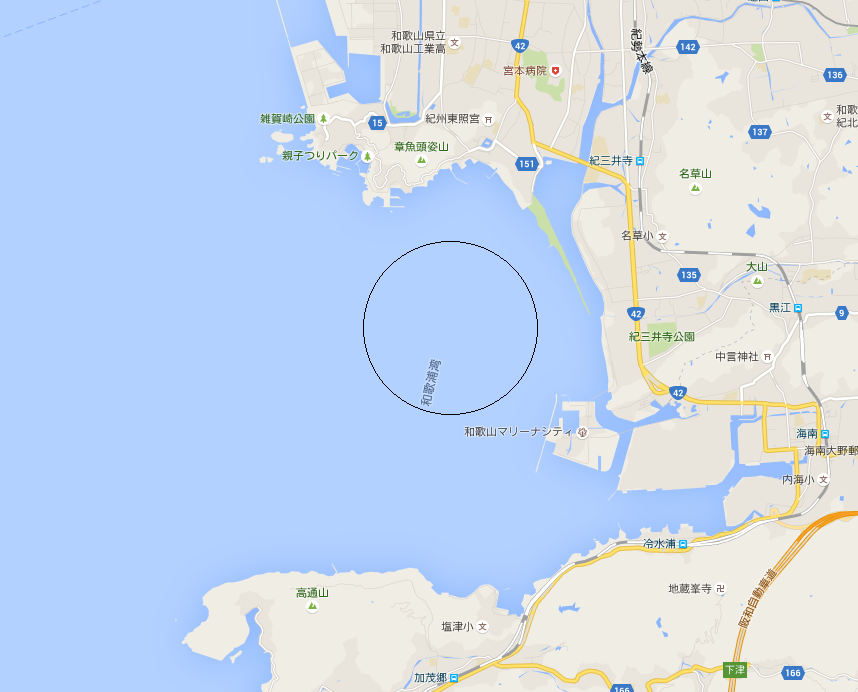 和歌山県立
和歌山工業高
42
紀勢本線
142
136
宮本病院
雑賀崎公園
15
紀州東照宮
137
和歌
紀北
親子つりパーク
章魚頭姿山
151
紀三井寺
名草山
名草小
135
大山
42
黒江
9
紀三井寺公園
中言神社
和歌浦湾
42
和歌山マリーナシティ
海南
海南大野郵
内海小
冷水浦
高通山
地蔵峯寺
阪和自動車道
塩津小
加茂郷
下津
166
166